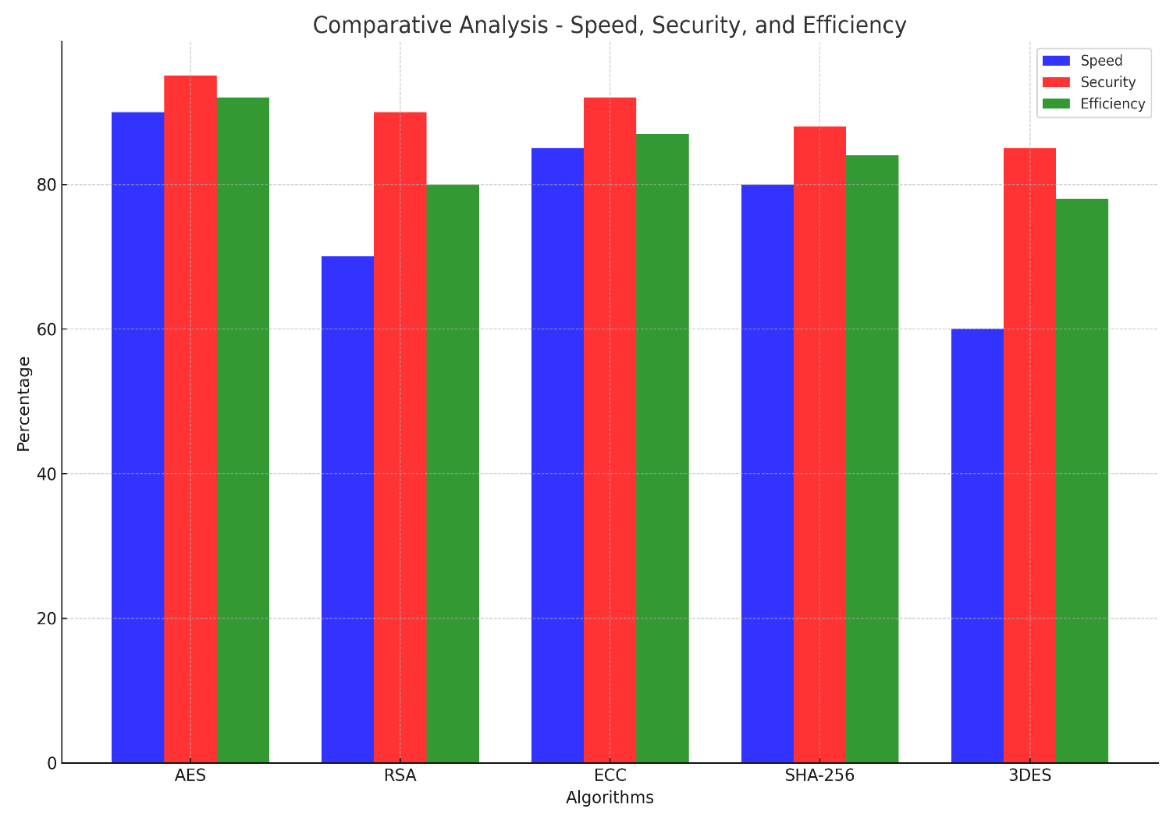 Comparative Analysis - Speed, Security, and Efficiency
Speed
Security
Efficiency
Percentage
80
60
40
20
0
AES RSA ECC SHA-256 3DES
Algorithms